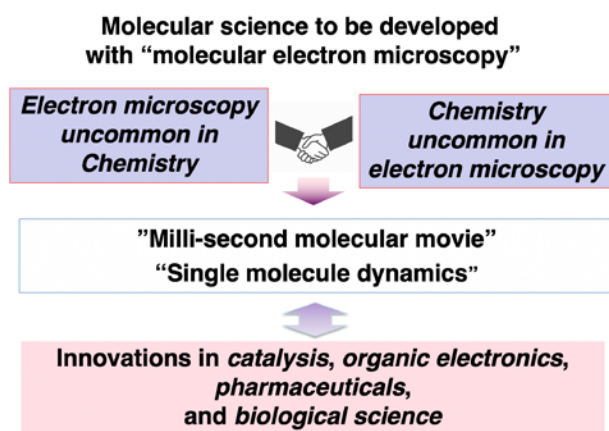 Molecular science to be developed
with “molecular electron microscopy”
Electron microscopy
uncommon in
Chemistry
Chemistry
uncommon in
electron microscopy
”Milli-second molecular movie”
“Single molecule dynamics”
Innovations in catalysis, organic electronics,
pharmaceuticals,
and biological science